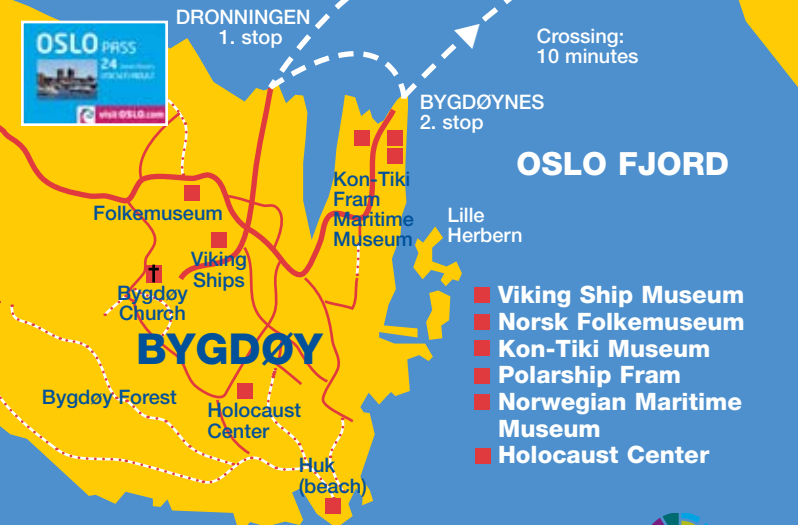 DRONNINGEN
1. stop
OSLO PASS
24
visitOSLO.com
Crossing:
10 minutes
BYGDØYNES
2. stop
OSLO FJORD
Kon-Tiki
Fram
Maritime
Museum
Folkemuseum
Lille
Herbern
Viking
Ships
Bygdøy
Church
BYGDØY
Viking Ship Museum
Norsk Folkemuseum
Kon-Tiki Museum
Polarship Fram
Norwegian Maritime
Museum
Holocaust Center
Bygdøy Forest
Holocaust
Center
Huk
(beach)